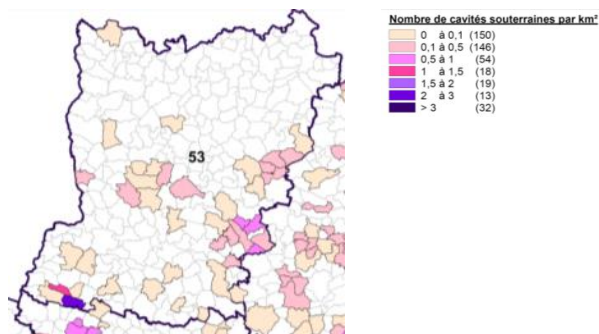 53
Nombre de cavités souterraines par km²
0 à 0,1 (150)
0,1 à 0,5 (146)
0,5 à 1 (54)
1 à 1,5 (18)
1,5 à 2 (19)
2 à 3 (13)
> 3 (32)